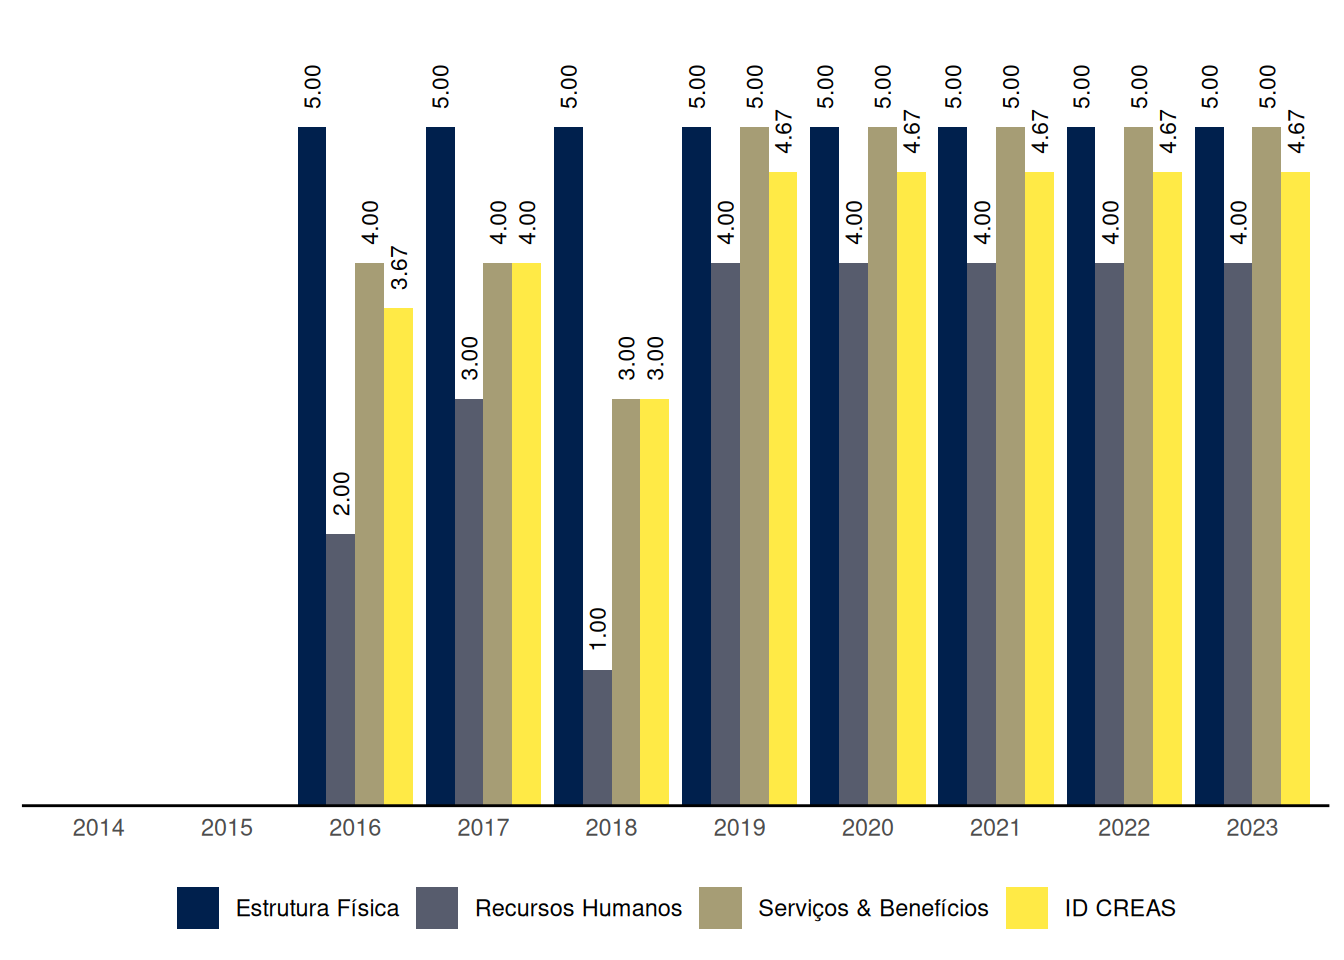 5.00 5.00 5.00 5.00 5.00 5.00 5.00 5.00 5.00 5.00 5.00 5.00 5.00
4.67 4.67 4.67 4.67 4.67
4.00 4.00 4.00 4.00 4.00 4.00 4.00 4.00
3.67
3.00 3.00 3.00
2.00
1.00
2014 2015 2016 2017 2018 2019 2020 2021 2022 2023
Estrutura Física Recursos Humanos Serviços & Benefícios ID CREAS